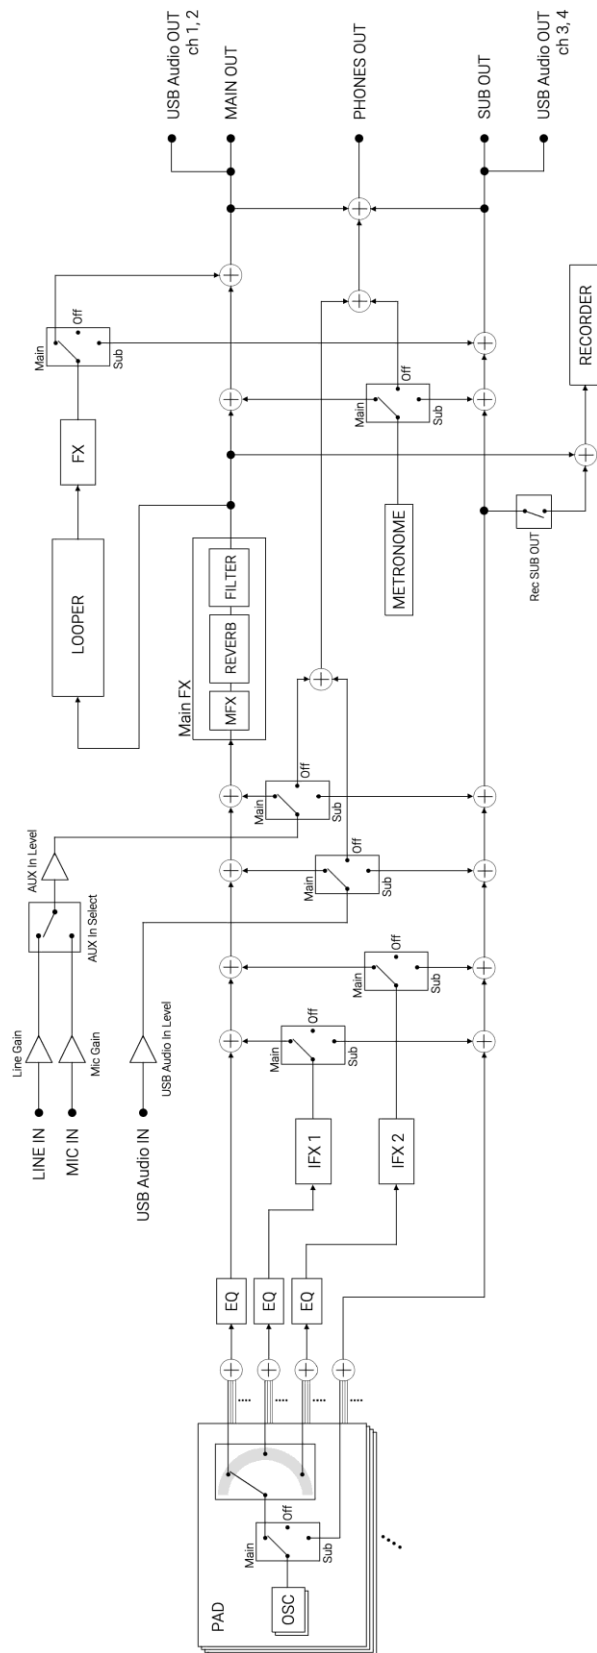 USB Audio OUT
ch 1, 2
MAIN OUT
PHONES OUT
SUB OUT
USB Audio OUT
ch 3, 4
Main
Off
Sub
FX
LOOPER
RECORDER
Main
Off
Sub
METRONOME
Rec SUB OUT
Main FX
MFX
REVERB
FILTER
AUX In Level
AUX In Select
Main
Off
Sub
Main
Off
Sub
Main
Off
Sub
Main
Off
Sub
Line Gain
Mic Gain
USB Audio In Level
LINE IN
MIC IN
USB Audio IN
IFX 1
IFX 2
EQ
EQ
EQ
PAD
OSC
Main
Off
Sub